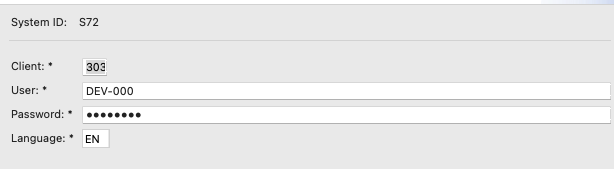 System ID: S72
Client: * 303
User: * DEV-000
Password: * ●●●●●●●●
Language: * EN